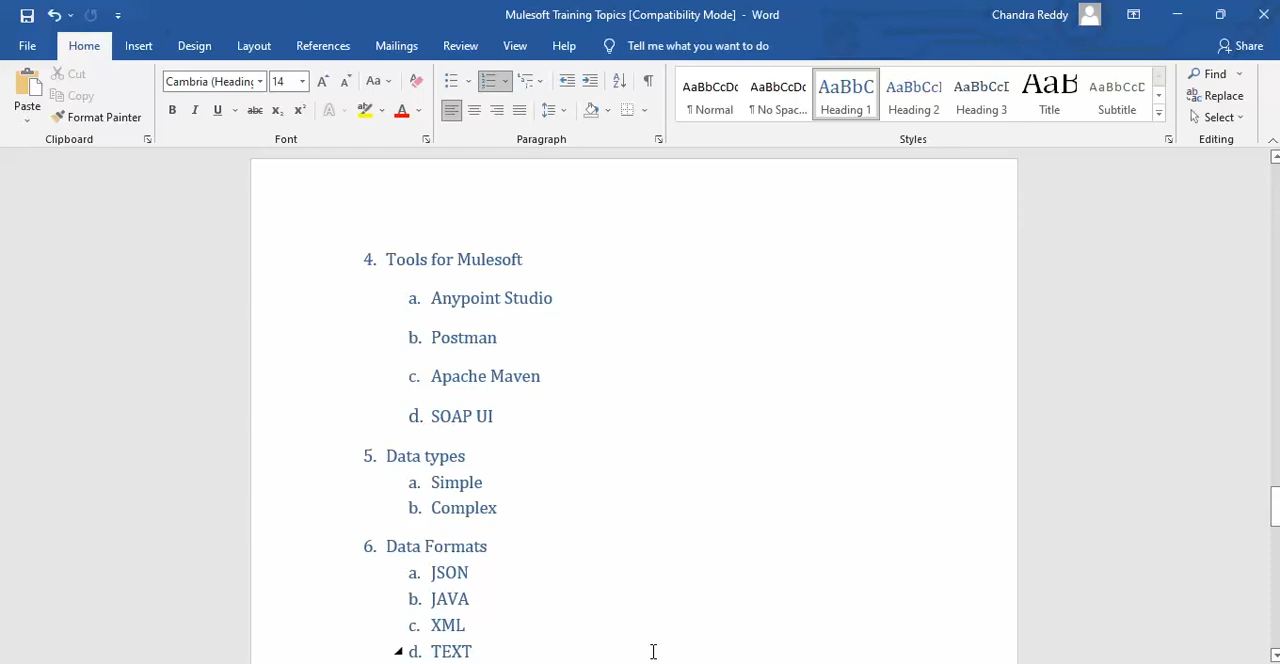 Mulesoft Training Topics [Compatibility Mode] - Word
Chandra Reddy
File Home Insert Design Layout References Mailings Review View Help Tell me what you want to do Share
Paste
Cut
Copy
Format Painter
Clipboard
Cambria (Heading 14
Font
Paragraph
AaBbCcDc AaBbCcDc AaBbC AaBbCcI AaBbCcD AaB AaBbCcD
¶ Normal ¶ No Spac... Heading 1 Heading 2 Heading 3 Title Subtitle
Styles
Find
Replace
Select
Editing
4. Tools for Mulesoft
a. Anypoint Studio
b. Postman
c. Apache Maven
d. SOAP UI
5. Data types
a. Simple
b. Complex
6. Data Formats
a. JSON
b. JAVA
c. XML
d. TEXT